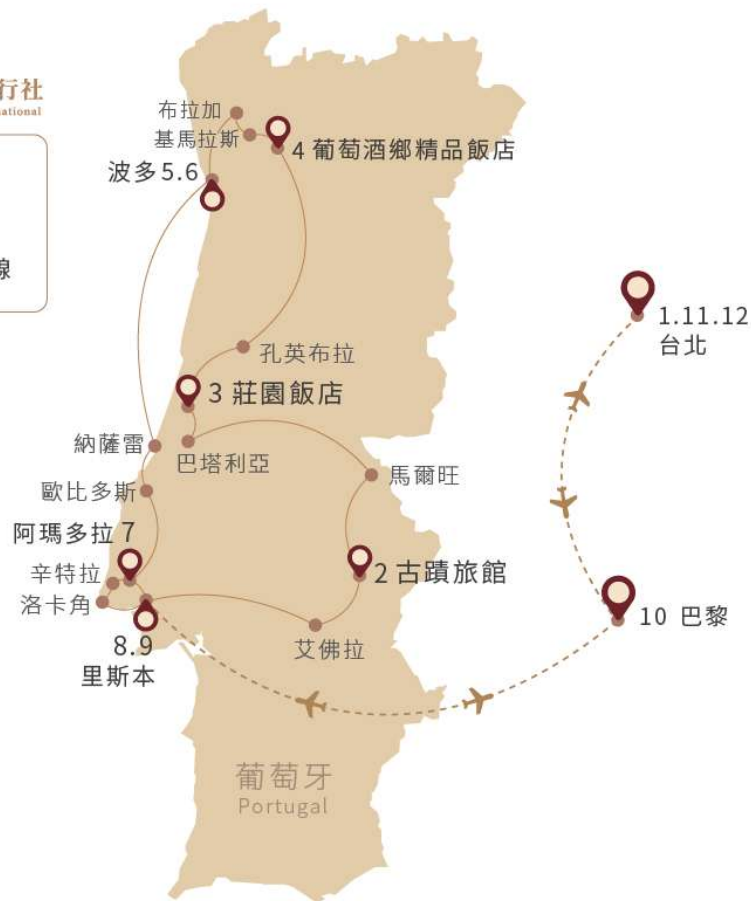 行社
national
線
布拉加
基馬拉斯
4 葡萄酒鄉精品飯店
波多 5.6
1.11.12
台北
孔英布拉
3 莊園飯店
納薩雷
巴塔利亞
馬爾旺
歐比多斯
阿瑪多拉 7
辛特拉
2 古蹟旅館
洛卡角
10 巴黎
8.9
里斯本
艾佛拉
葡萄牙
Portugal